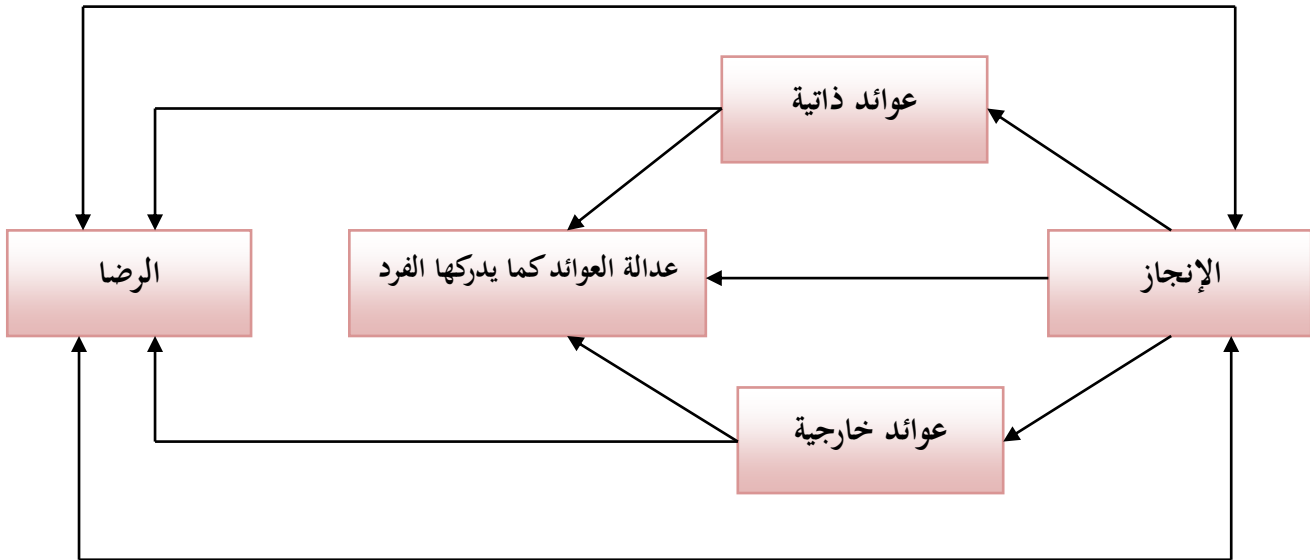 عوائد ذاتية
الإنجاز
عدالة العوائد كما يدركها الفرد
الرضا
عوائد خارجية